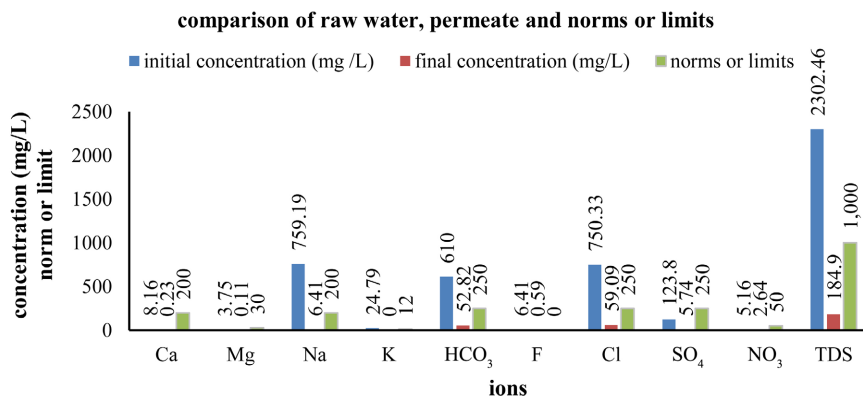 comparison of raw water, permeate and norms or limits
initial concentration (mg /L) final concentration (mg/L) norms or limits
concentration (mg/L)
norm or limit
2500
2000
1500
1000
500
0
8.16 0.23 200
3.75 0.11 30
759.19 6.41 200
24.79 0 12
610 52.82 250
6.41 0.59 0
750.33 59.09 250
123.8 5.74 250
5.16 2.64 50
2302.46 184.9 1,000
Ca Mg Na K HCO₃ F Cl SO₄ NO₃ TDS
ions